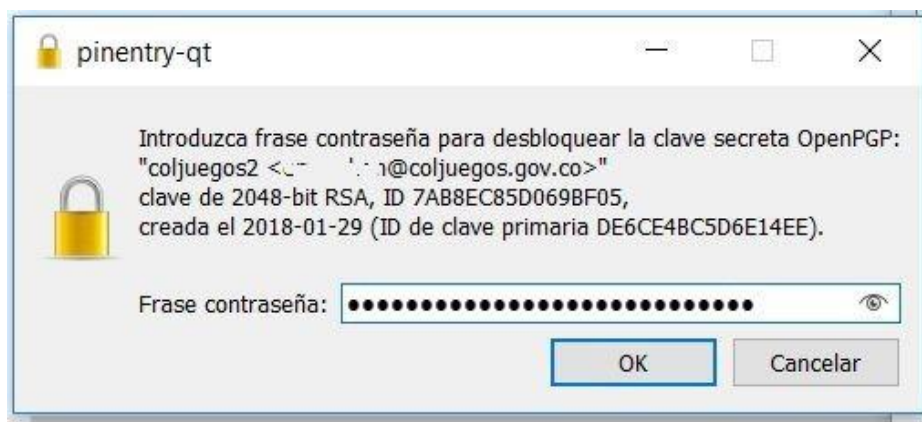 pinentry-qt
Introduzca frase contraseña para desbloquear la clave secreta OpenPGP:
"coljuegos2 < @coljuegos.gov.co>"
clave de 2048-bit RSA, ID 7AB8EC85D069BF05,
creada el 2018-01-29 (ID de clave primaria DE6CE4BC5D6E14EE).
Frase contraseña: ●●●●●●●●●●●●●●●●●●●●●●●●●●●●
OK Cancelar